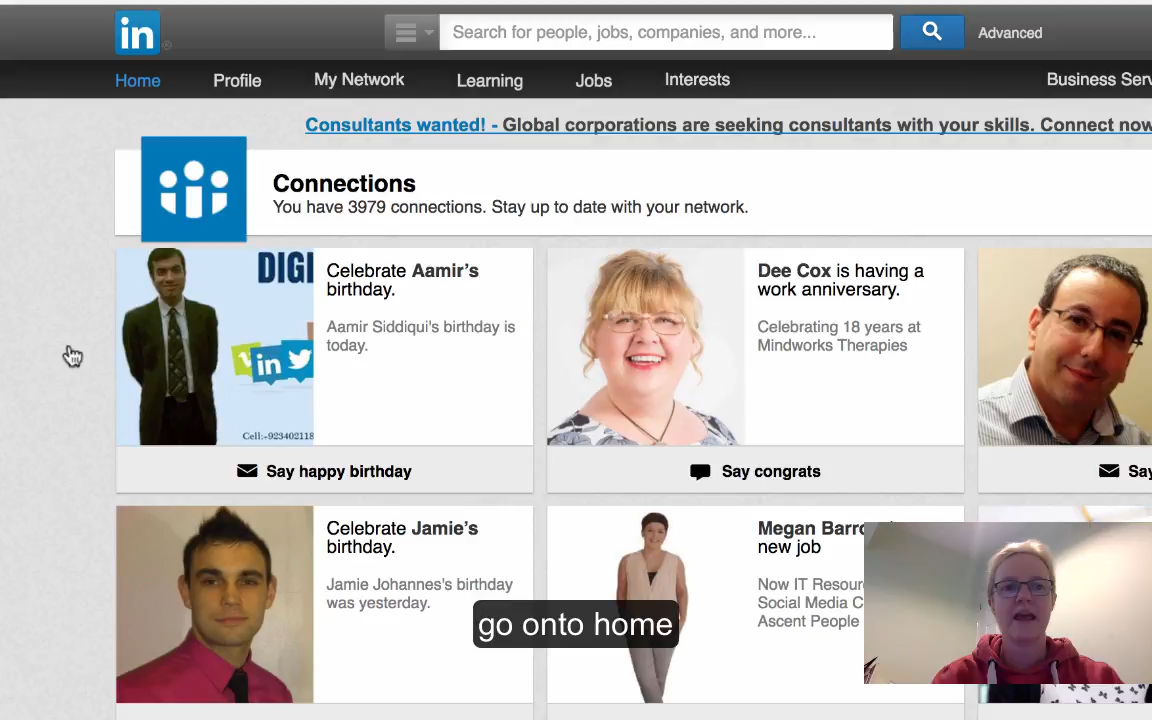 in
Search for people, jobs, companies, and more...
Advanced
Home Profile My Network Learning Jobs Interests Business
Consultants wanted! - Global corporations are seeking consultants with your skills. Connect now
Connections
You have 3979 connections. Stay up to date with your network.
DIGI
in
Cell:+923402118
Celebrate Aamir's
birthday.
Aamir Siddiqui's birthday is
today.
Say happy birthday
Dee Cox is having a
work anniversary.
Celebrating 18 years at
Mindworks Therapies
Say congrats
Say
Celebrate Jamie's
birthday.
Jamie Johannes's birthday
was yesterday.
Megan
new job
Now IT
Social Media
Ascent People
go onto home